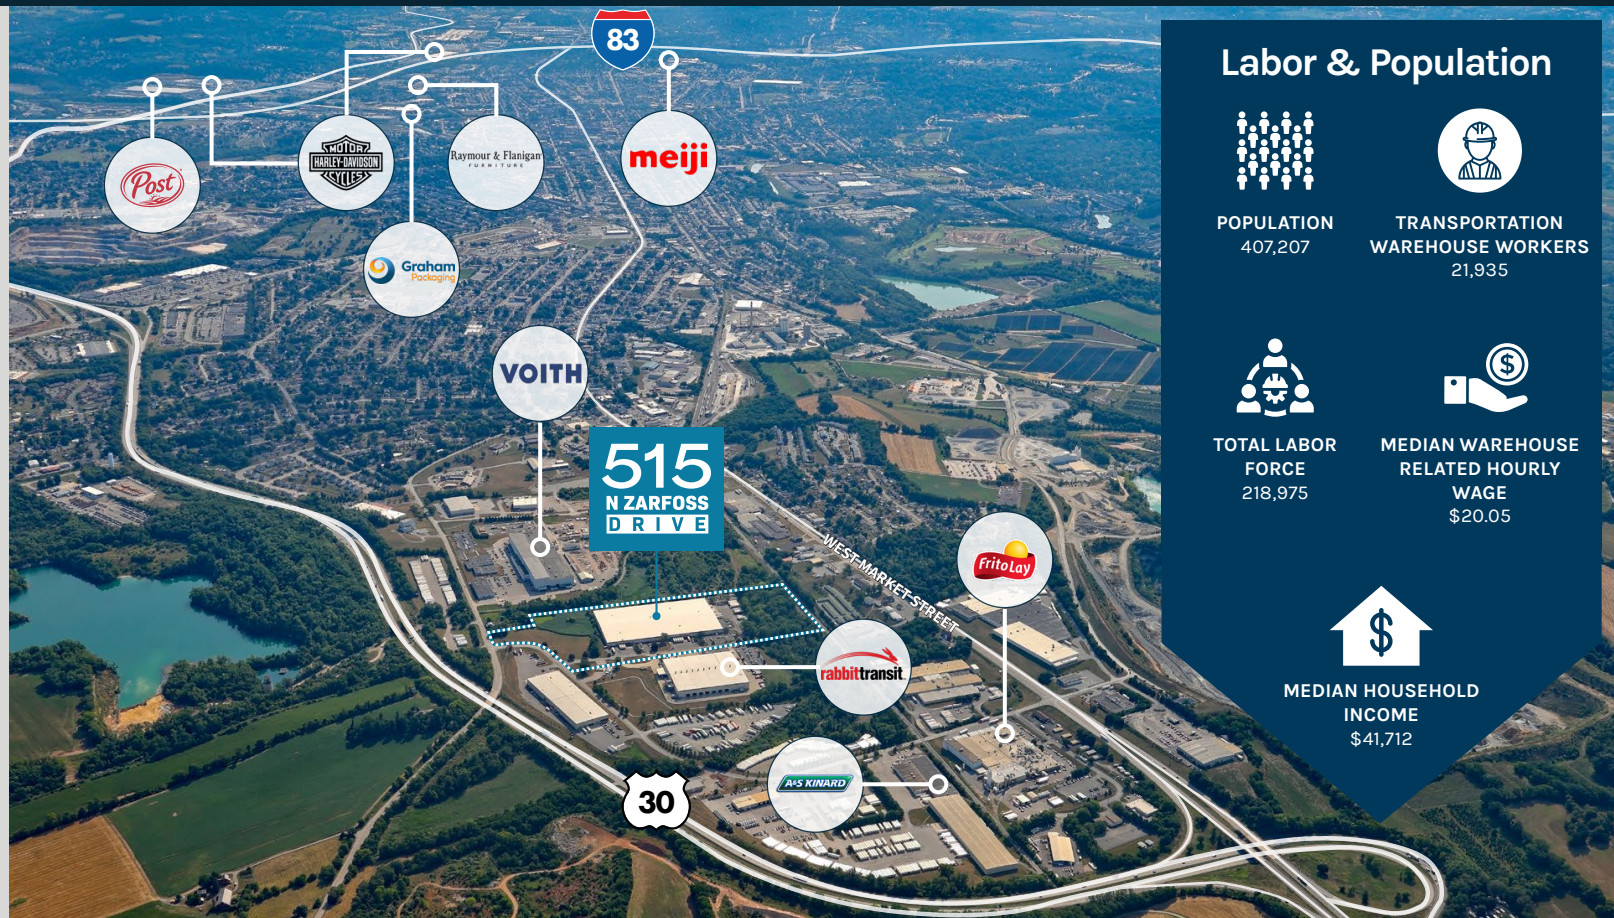 83
Post
MOTOR
HARLEY-DAVIDSON
CYCLES
Raymour & Flanigan
FURNITURE
meiji
Graham
Packaging
VOITH
515
N ZARFOSS
DRIVE
WEST MARKET STREET
FritoLay
rabbittransit
A&S KINARD
30
Labor & Population
POPULATION
407,207
TRANSPORTATION
WAREHOUSE WORKERS
21,935
TOTAL LABOR
FORCE
218,975
MEDIAN WAREHOUSE
RELATED HOURLY
WAGE
$20.05
MEDIAN HOUSEHOLD
INCOME
$41,712